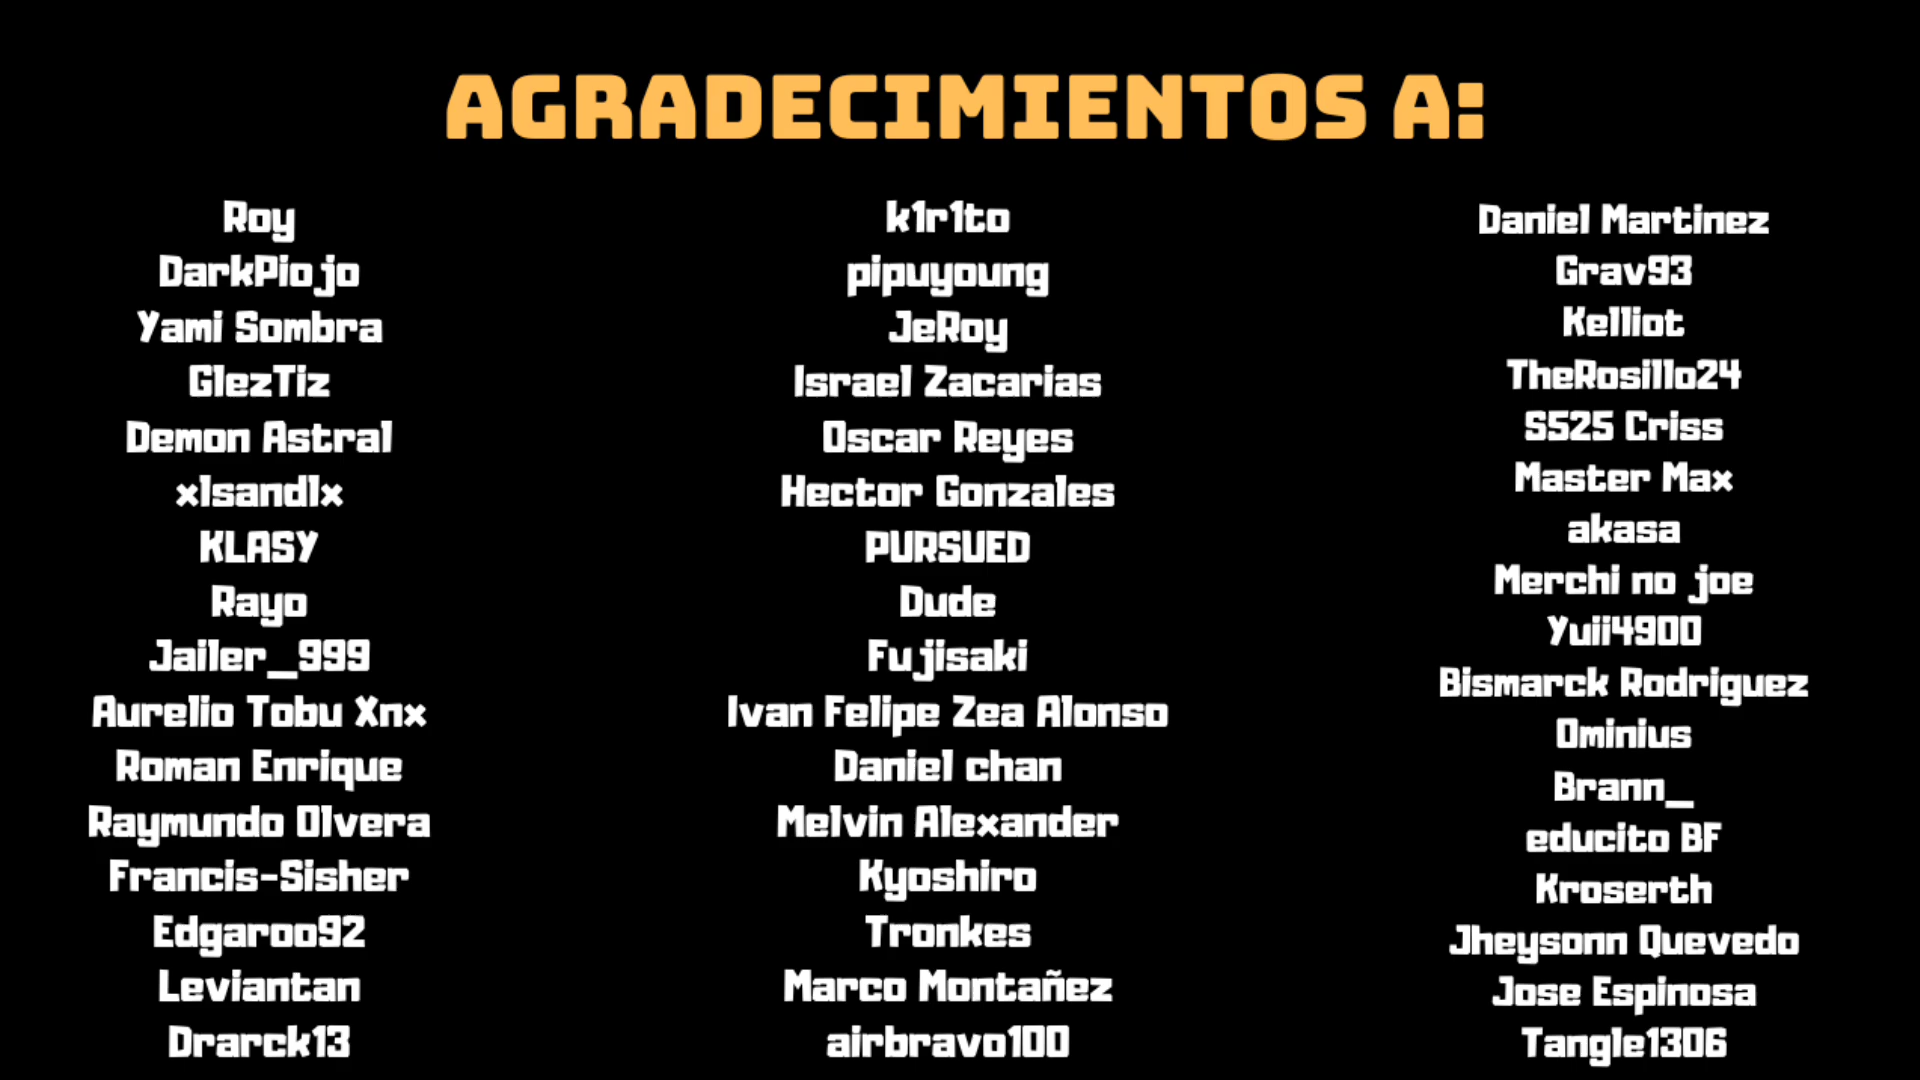 AGRADECIMIENTOS A:
Roy
DarkPiojo
Yami Sombra
GlezTiz
Demon Astral
xlsandlx
KLASY
Rayo
Jailer_999
Aurelio Tobu Xnx
Roman Enrique
Raymundo Olvera
Francis-Sisher
Edgaroo92
Leviantan
Drarck13
k1r1to
pipuyoung
JeRoy
Israel Zacarias
Oscar Reyes
Hector Gonzales
PURSUED
Dude
Fujisaki
Ivan Felipe Zea Alonso
Daniel chan
Melvin Alexander
Kyoshiro
Tronkes
Marco Montañez
airbravo100
Daniel Martinez
Grav93
Kelliot
TheRosillo24
S525 Criss
Master Max
akasa
Merchi no joe
Yuii4900
Bismarck Rodriguez
Ominius
Brann_
educito BF
Kroserth
Jheysonn Quevedo
Jose Espinosa
Tangle1306